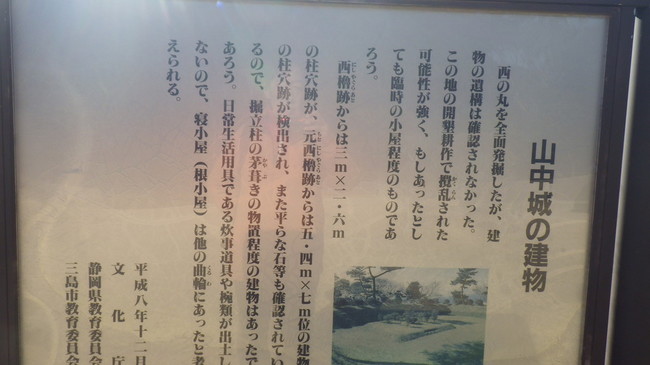 山中城の建物
西の丸を全面発掘したが、建
物の遺構は確認されなかった。
この地の開墾耕作で攪乱された
可能性が強く、もしあったとし
ても臨時の小屋程度のものであ
ろう。
西櫓跡からは三m×二・六m
の柱穴跡が、元西櫓跡からは五・四m×七m位の建物
の柱穴跡が検出され、また平らな石等も確認されてい
るので、掘立柱の茅葺きの物置程度の建物はあったで
あろう。日常生活用具である炊事道具や椀類が出土し
ないので、寝小屋（根小屋）は他の曲輪にあったと考
えられる。
平成八年十二月
文化庁
静岡県教育委員会
三島市教育委員会